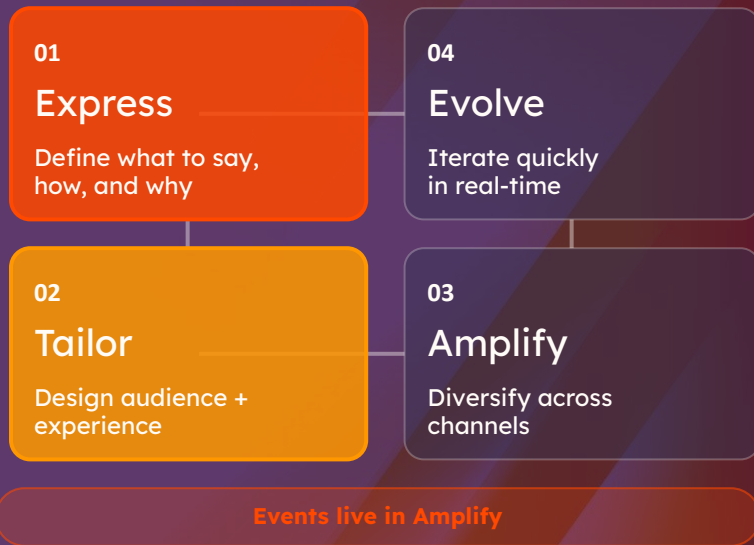 01
Express
Define what to say,
how, and why
04
Evolve
Iterate quickly
in real-time
02
Tailor
Design audience +
experience
03
Amplify
Diversify across
channels
Events live in Amplify